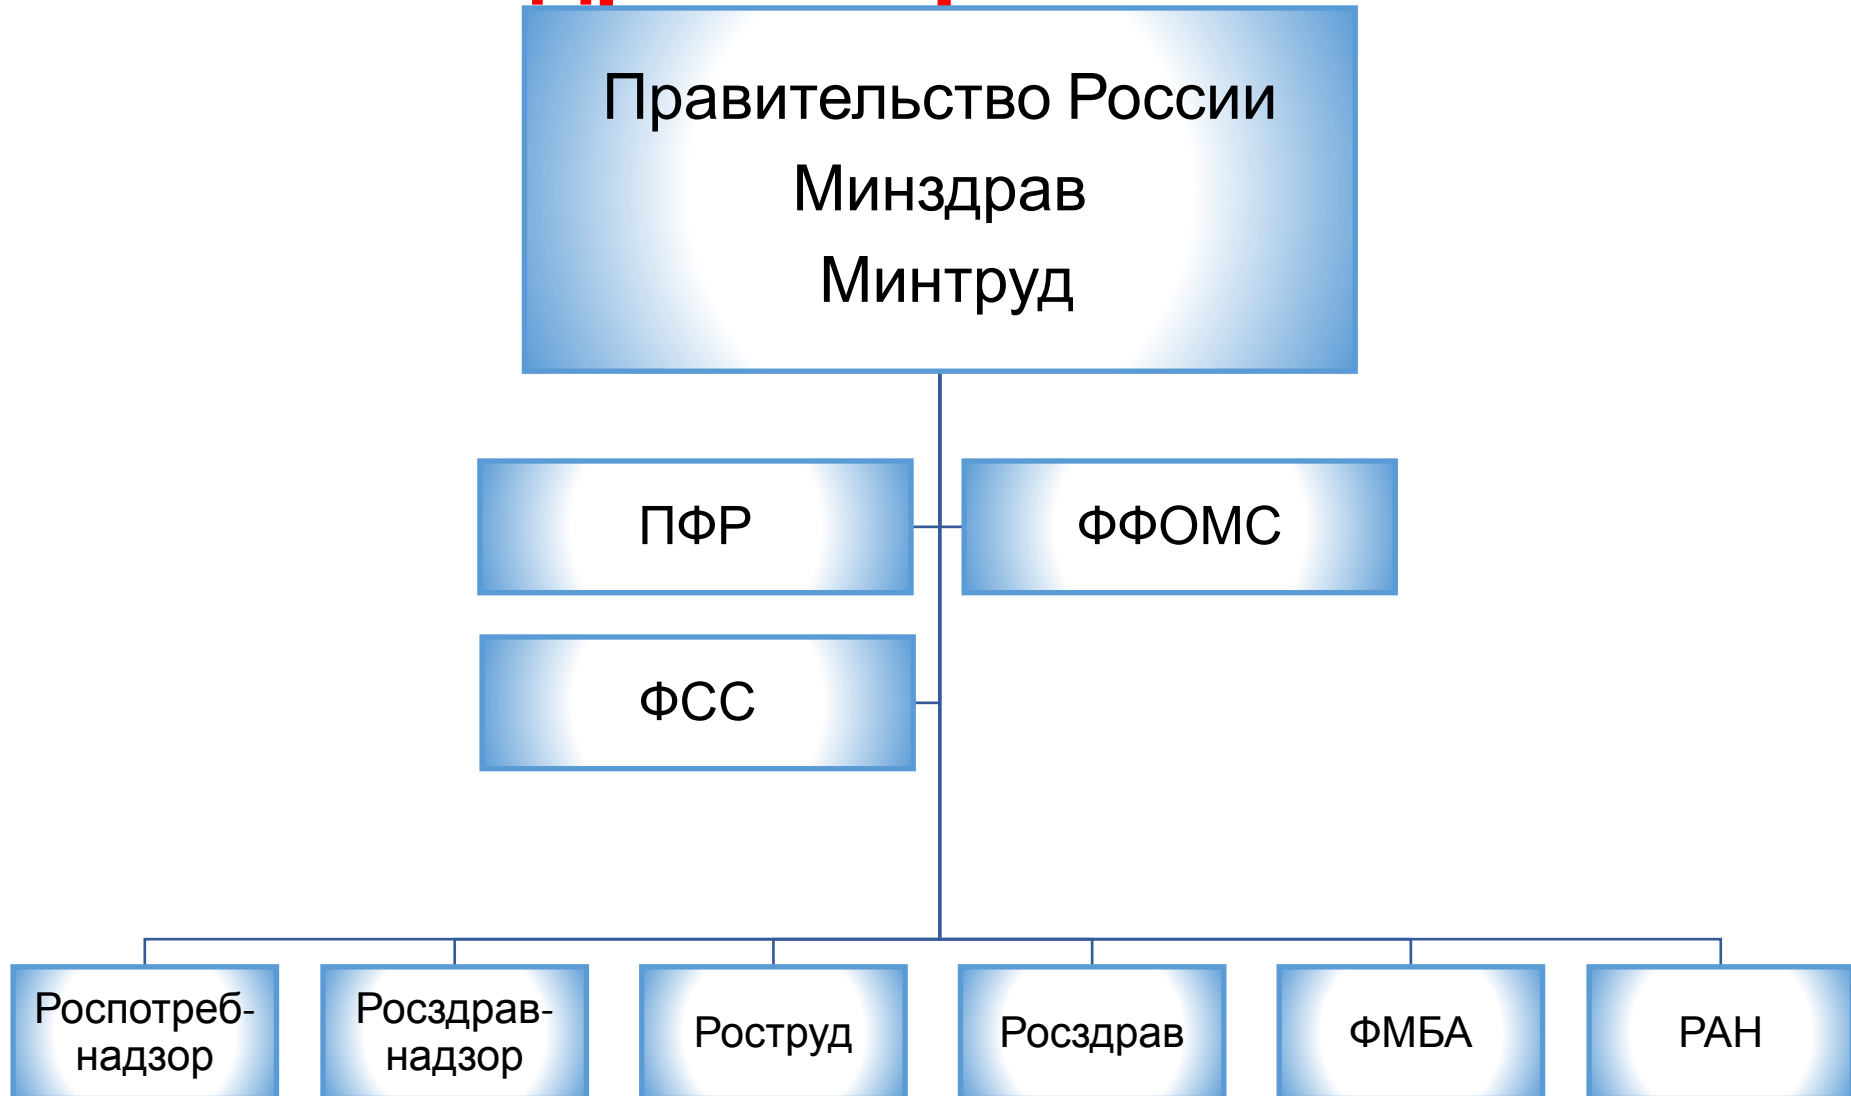 Правительство России
Минздрав
Минтруд
ПФР
ФФОМС
ФСС
Роспотреб-
надзор
Росздрав-
надзор
Роструд
Росздрав
ФМБА
РАН